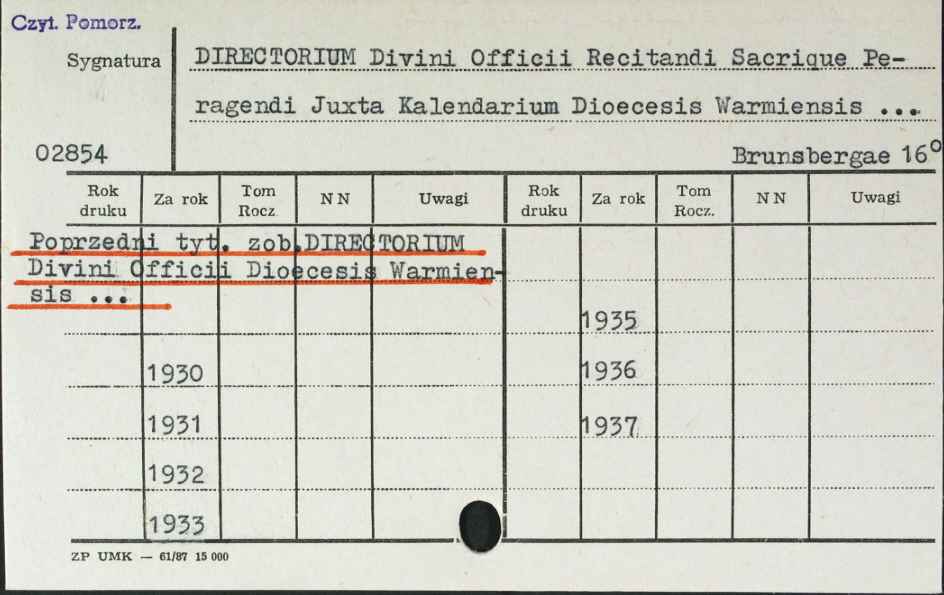 Czyt. Pomorz.
Sygnatura
DIRECTORIUM Divini Officii Recitandi Sacrique Pe-
ragendi Juxta Kalendarium Dioecesis Warmiensis ...
02854
Brunsbergae 16°
Rok druku Za rok Tom Rocz. N N Uwagi Rok druku Za rok Tom Rocz. N N Uwagi
Poprzedni tyt. zob.DIRECTORIUM
Divini Officii Dioecesis Warmien-
sis ...
1935
1930 1936
1931 1937
1932
1933
ZP UMK — 61/87 15 000